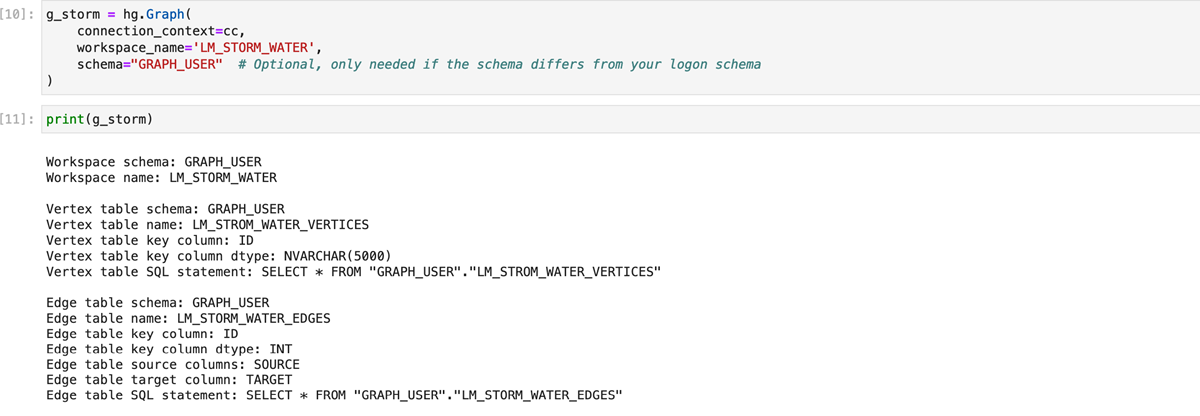 [10]: g_storm = hg.Graph(
connection_context=cc,
workspace_name='LM_STORM_WATER',
schema="GRAPH_USER"  # Optional, only needed if the schema differs from your logon schema
)
[11]: print(g_storm)
Workspace schema: GRAPH_USER
Workspace name: LM_STORM_WATER
Vertex table schema: GRAPH_USER
Vertex table name: LM_STROM_WATER_VERTICES
Vertex table key column: ID
Vertex table key column dtype: NVARCHAR(5000)
Vertex table SQL statement: SELECT * FROM "GRAPH_USER"."LM_STROM_WATER_VERTICES"
Edge table schema: GRAPH_USER
Edge table name: LM_STORM_WATER_EDGES
Edge table key column: ID
Edge table key column dtype: INT
Edge table source columns: SOURCE
Edge table target column: TARGET
Edge table SQL statement: SELECT * FROM "GRAPH_USER"."LM_STORM_WATER_EDGES"